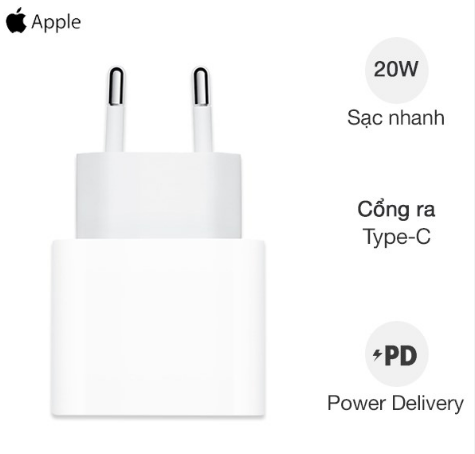 Apple
20W
Sạc nhanh
Cổng ra
Type-C
PD
Power Delivery